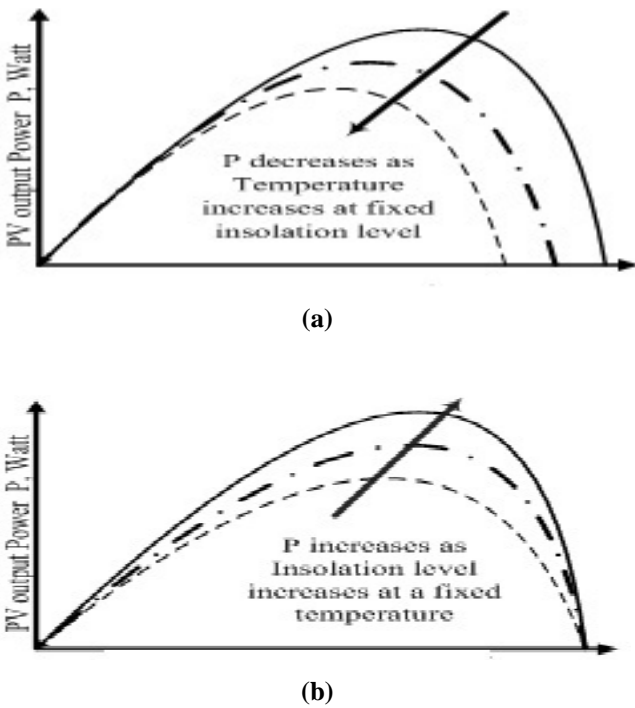 PV output Power P, Watt
P decreases as
Temperature
increases at fixed
insolation level
(a)
PV output Power P, Watt
P increases as
Insolation level
increases at a fixed
temperature
(b)